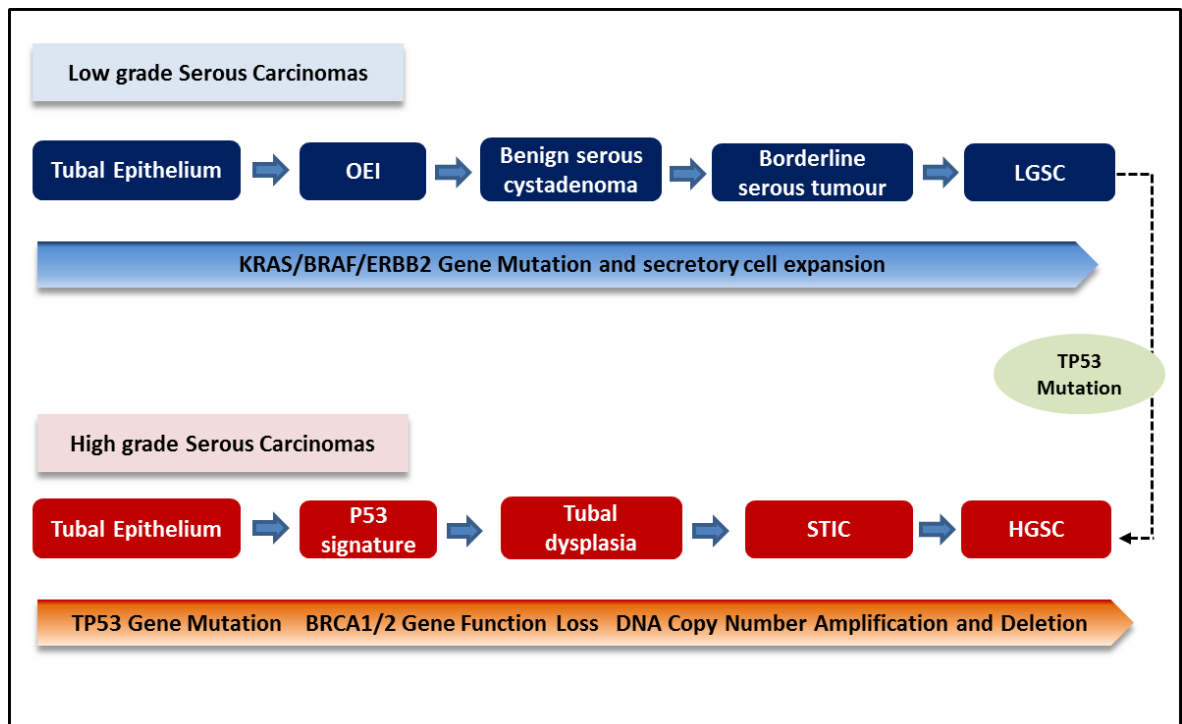 Low grade Serous Carcinomas
Tubal Epithelium
OEI
Benign serous
cystadenoma
Borderline
serous tumour
LGSC
KRAS/BRAF/ERBB2 Gene Mutation and secretory cell expansion
TP53
Mutation
High grade Serous Carcinomas
Tubal Epithelium
P53
signature
Tubal
dysplasia
STIC
HGSC
TP53 Gene Mutation BRCA1/2 Gene Function Loss DNA Copy Number Amplification and Deletion